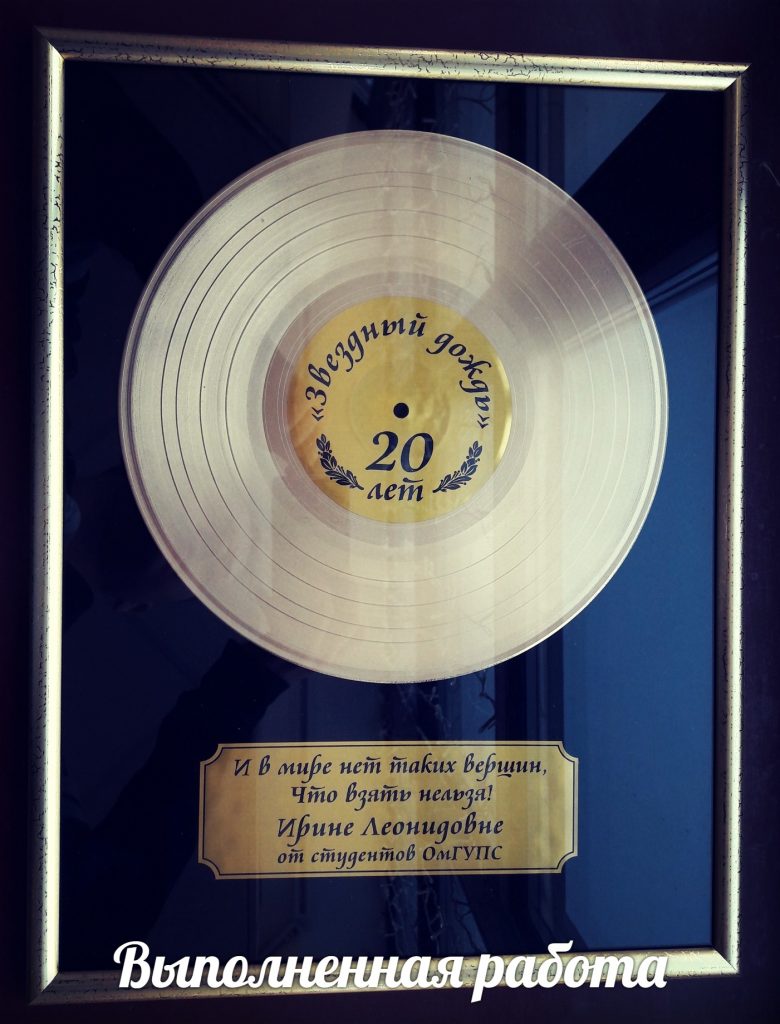 «Звездный дождь»
20
лет
И в мире нет таких вершин,
Что взять нельзя!
Ирине Леонидовне
от студентов ОмГУПС
Выполненная работа